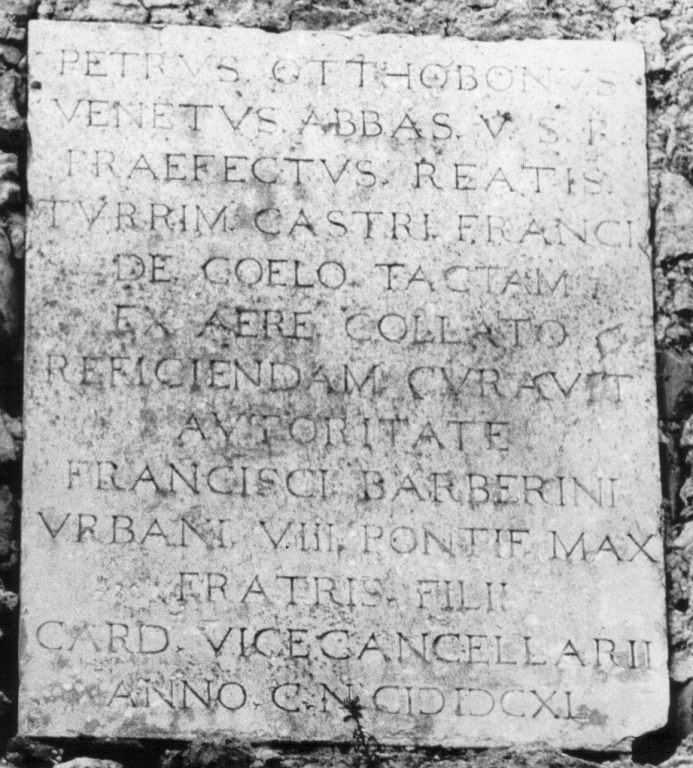 PETRVS. OTTHOBONVS
VENETVS. ABBAS. V. S. R.
PRAEFECTVS. REATIS.
TVRRIM. CASTRI. FRANCI.
DE COELO TACTAM
EX AERE COLLATO
REFICIENDAM CVRAVIT
AVTORITATE
FRANCISCI BARBERINI
VRBANI. VIII. PONTIF. MAX
FRATRIS. FILII
CARD. VICECANCELLARII
ANNO. C. N. CIↃIↃCXL